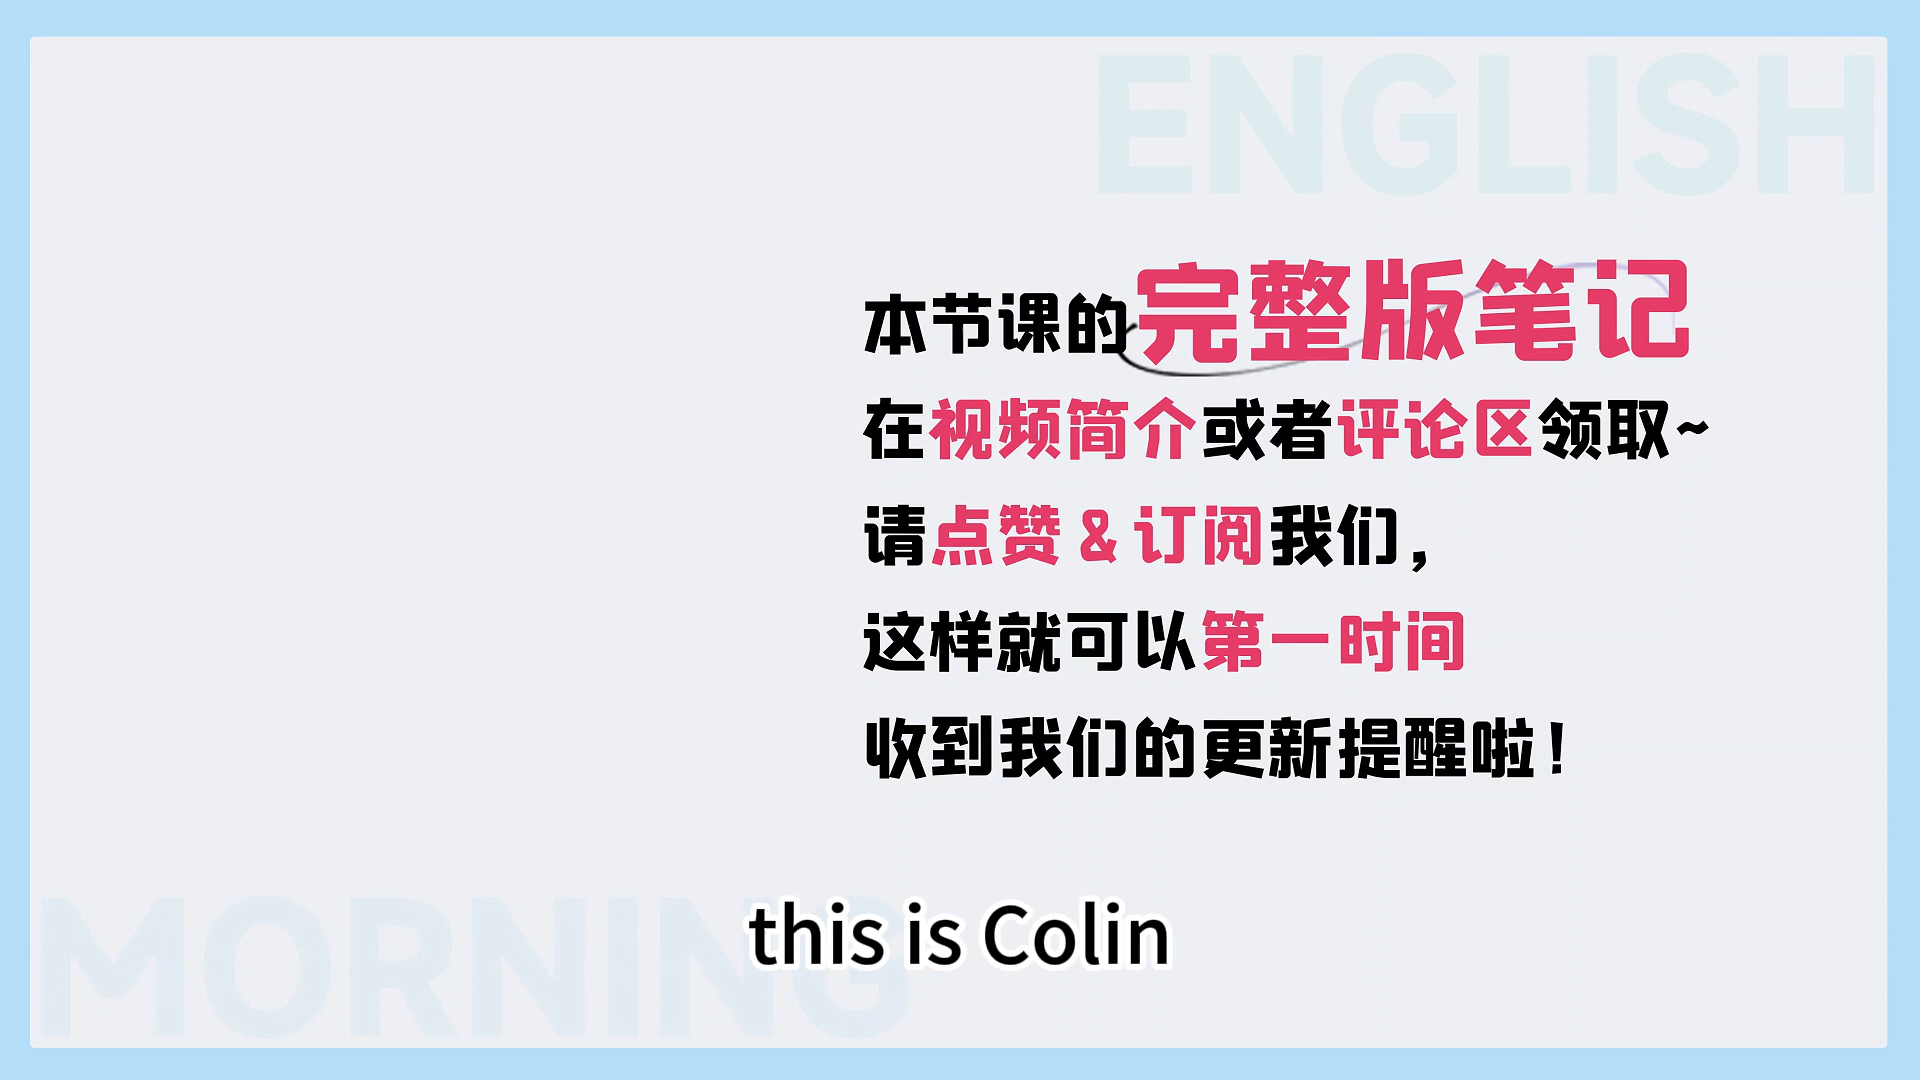 ENGLISH
本节课的完整版笔记
在视频简介或者评论区领取~
请点赞&订阅我们，
这样就可以第一时间
收到我们的更新提醒啦！
MORNING
this is Colin